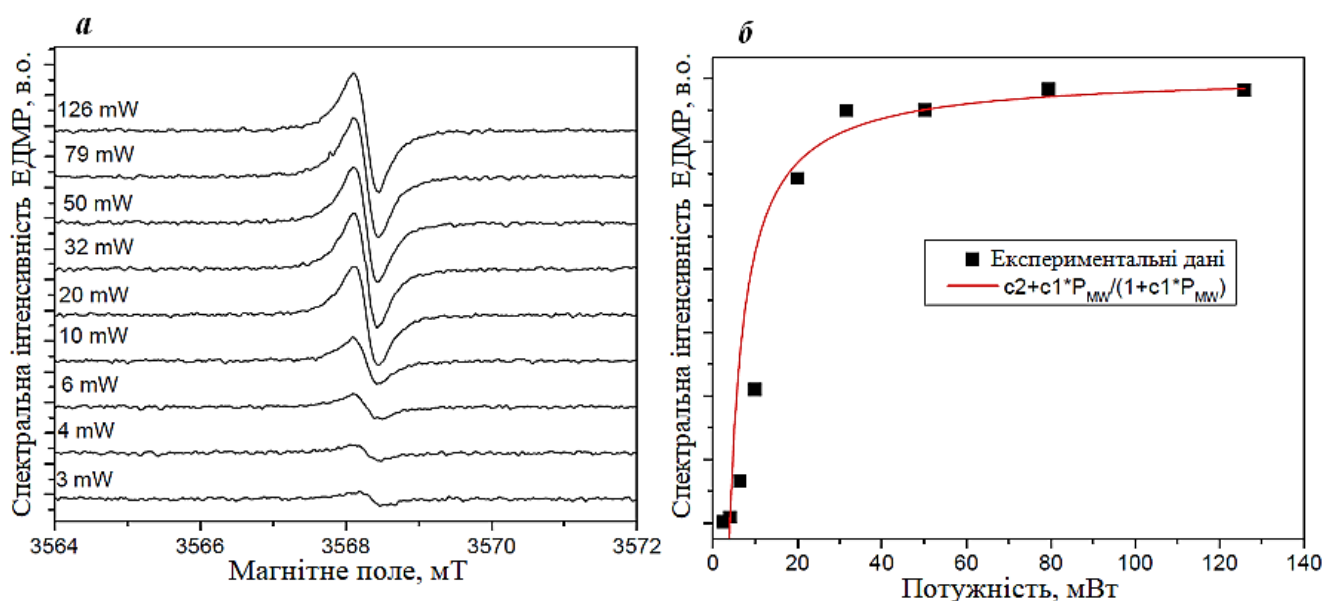 а
Спектральна інтенсивність ЕДМР, в.о.
126 mW
79 mW
50 mW
32 mW
20 mW
10 mW
6 mW
4 mW
3 mW
3564 3566 3568 3570 3572
Магнітне поле, мТ
б
Спектральна інтенсивність ЕДМР, в.о.
Експериментальні дані
c2+c1*PMW/(1+c1*PMW)
0 20 40 60 80 100 120 140
Потужність, мВт